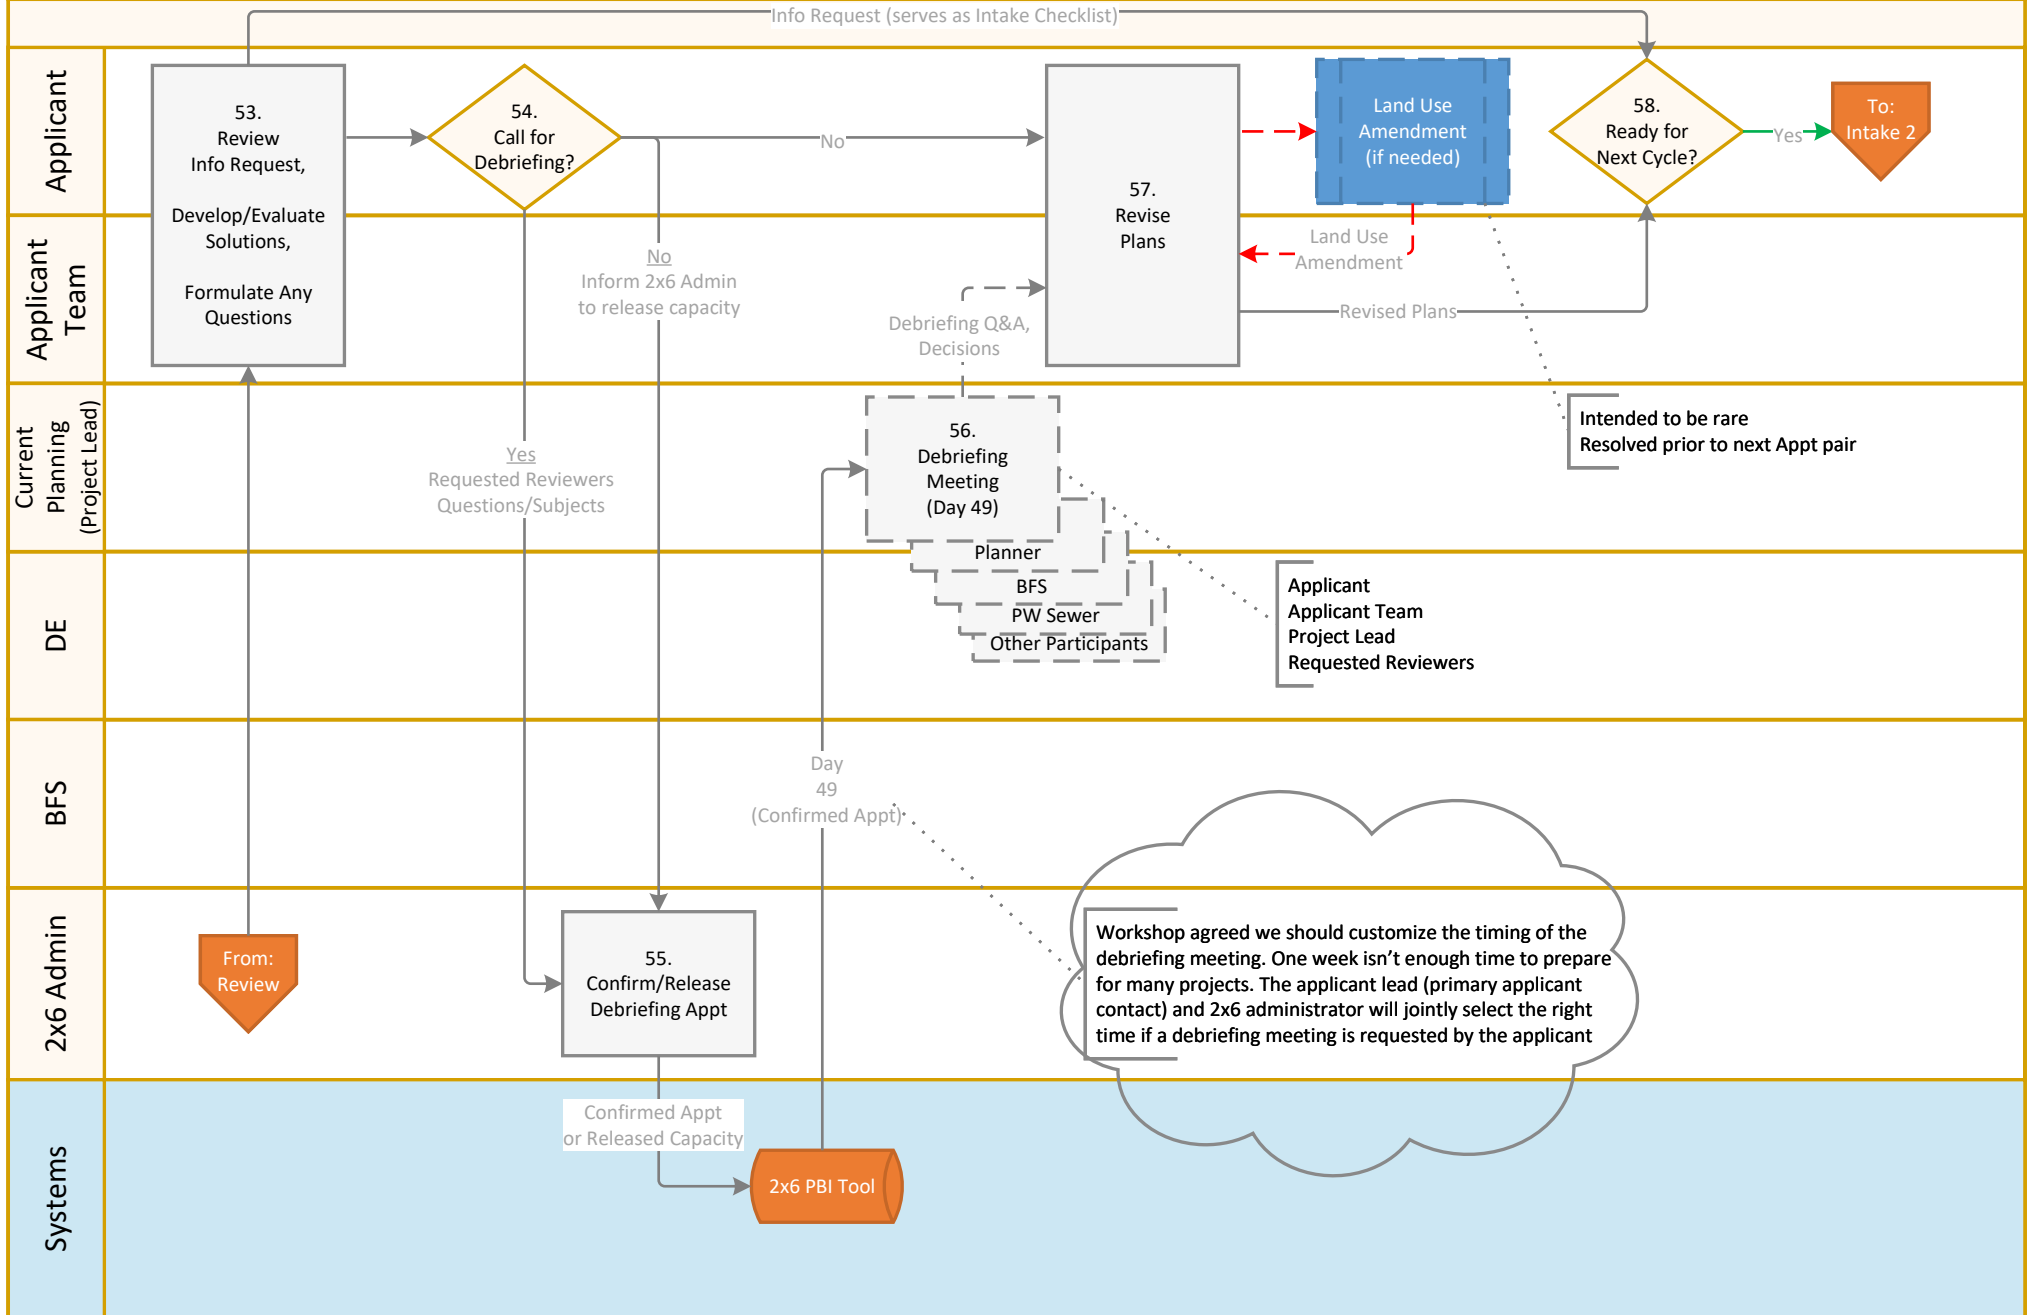 Info Request (serves as Intake Checklist)
Applicant
53.
Review
Info Request,
Develop/Evaluate
Solutions,
Formulate Any
Questions
54.
Call for
Debriefing?
No
57.
Revise
Plans
Land Use
Amendment
(if needed)
58.
Ready for
Next Cycle?
Yes
To:
Intake 2
Applicant
Team
No
Inform 2x6 Admin
to release capacity
Debriefing Q&A,
Decisions
Land Use
Amendment
Revised Plans
Current
Planning
(Project Lead)
Yes
Requested Reviewers
Questions/Subjects
56.
Debriefing
Meeting
(Day 49)
Planner
BFS
PW Sewer
Other Participants
Intended to be rare
Resolved prior to next Appt pair
DE
Applicant
Applicant Team
Project Lead
Requested Reviewers
BFS
Day
49
(Confirmed Appt)
2x6 Admin
From:
Review
55.
Confirm/Release
Debriefing Appt
Workshop agreed we should customize the timing of the
debriefing meeting. One week isn't enough time to prepare
for many projects. The applicant lead (primary applicant
contact) and 2x6 administrator will jointly select the right
time if a debriefing meeting is requested by the applicant
Systems
Confirmed Appt
or Released Capacity
2x6 PBI Tool